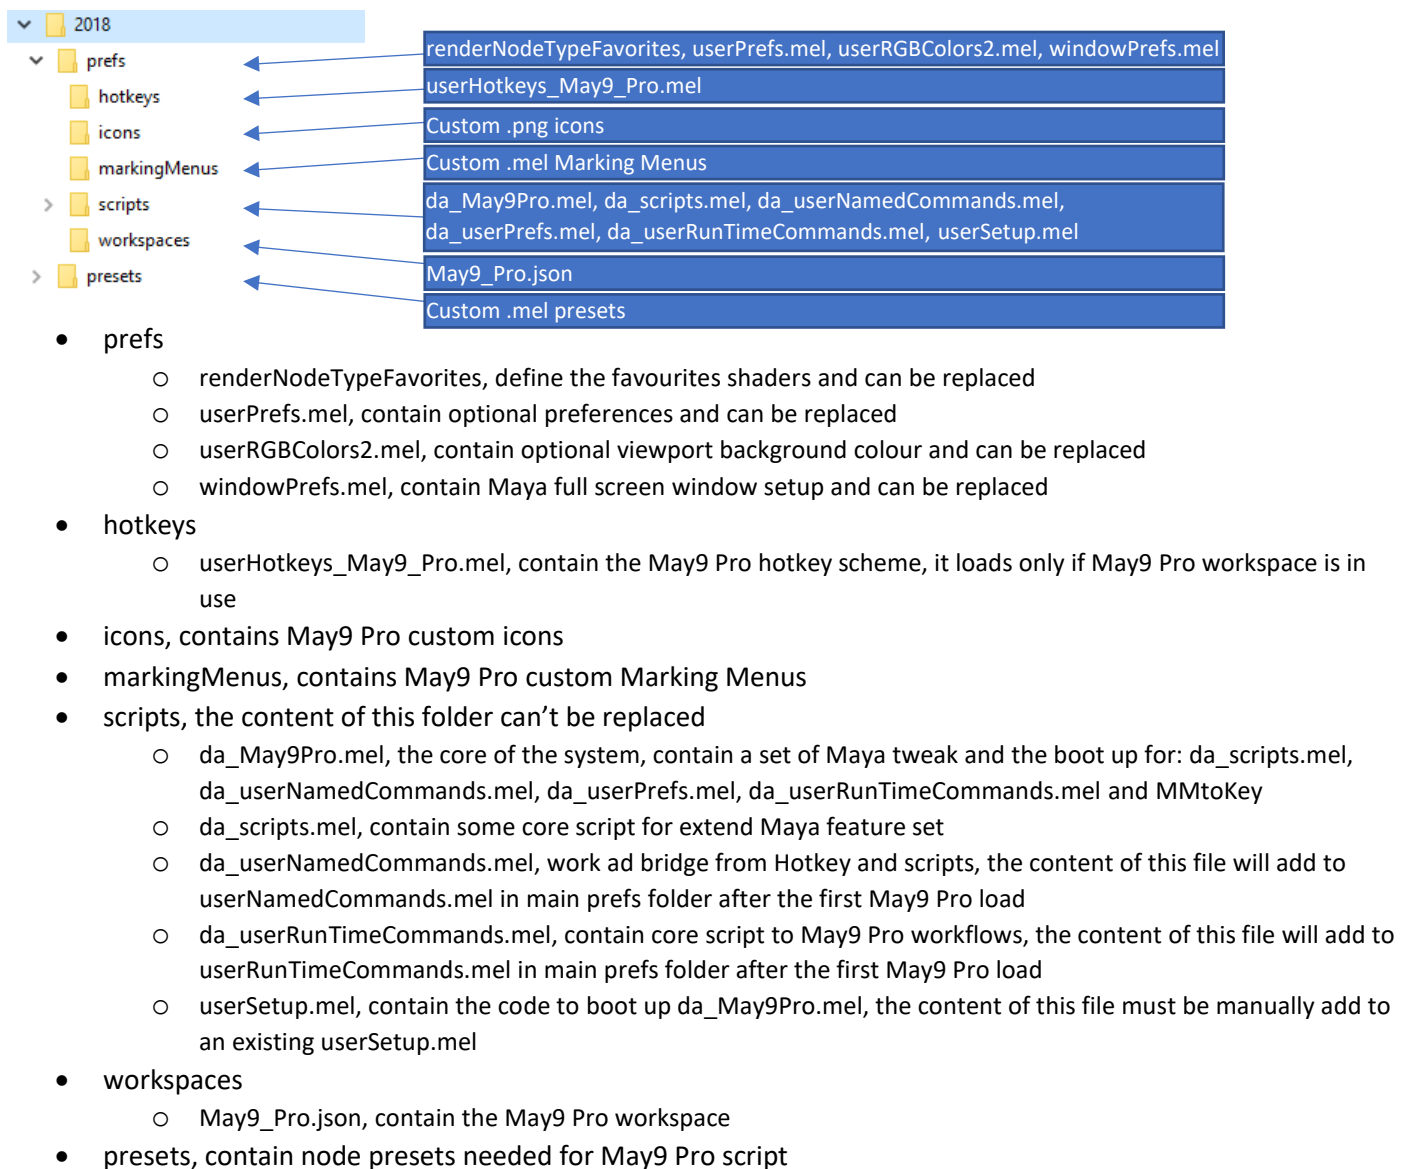 2018
prefs
renderNodeTypeFavorites, userPrefs.mel, userRGBColors2.mel, windowPrefs.mel
hotkeys
userHotkeys_May9_Pro.mel
icons
Custom .png icons
markingMenus
Custom .mel Marking Menus
scripts
da_May9Pro.mel, da_scripts.mel, da_userNamedCommands.mel,
da_userPrefs.mel, da_userRunTimeCommands.mel, userSetup.mel
workspaces
May9_Pro.json
presets
Custom .mel presets
• prefs
o renderNodeTypeFavorites, define the favourites shaders and can be replaced
o userPrefs.mel, contain optional preferences and can be replaced
o userRGBColors2.mel, contain optional viewport background colour and can be replaced
o windowPrefs.mel, contain Maya full screen window setup and can be replaced
• hotkeys
o userHotkeys_May9_Pro.mel, contain the May9 Pro hotkey scheme, it loads only if May9 Pro workspace is in
use
• icons, contains May9 Pro custom icons
• markingMenus, contains May9 Pro custom Marking Menus
• scripts, the content of this folder can’t be replaced
o da_May9Pro.mel, the core of the system, contain a set of Maya tweak and the boot up for: da_scripts.mel,
da_userNamedCommands.mel, da_userPrefs.mel, da_userRunTimeCommands.mel and MMtoKey
o da_scripts.mel, contain some core script for extend Maya feature set
o da_userNamedCommands.mel, work ad bridge from Hotkey and scripts, the content of this file will add to
userNamedCommands.mel in main prefs folder after the first May9 Pro load
o da_userRunTimeCommands.mel, contain core script to May9 Pro workflows, the content of this file will add to
userRunTimeCommands.mel in main prefs folder after the first May9 Pro load
o userSetup.mel, contain the code to boot up da_May9Pro.mel, the content of this file must be manually add to
an existing userSetup.mel
• workspaces
o May9_Pro.json, contain the May9 Pro workspace
• presets, contain node presets needed for May9 Pro script